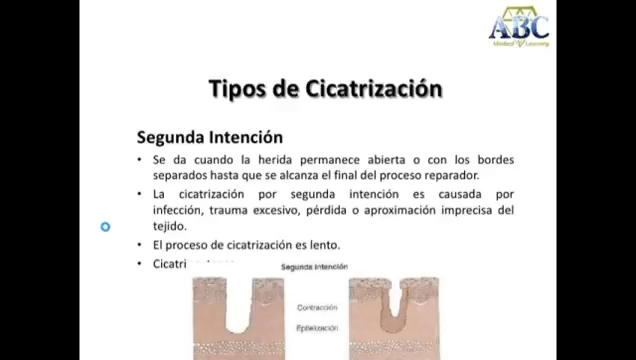 ABC
Medical Learning
Tipos de Cicatrización
Segunda Intención
• Se da cuando la herida permanece abierta o con los bordes
separados hasta que se alcanza el final del proceso reparador.
• La cicatrización por segunda intención es causada por
infección, trauma excesivo, pérdida o aproximación imprecisa del
tejido.
• El proceso de cicatrización es lento.
• Cicatri
Segunda Intención
Contracción
Epitelización